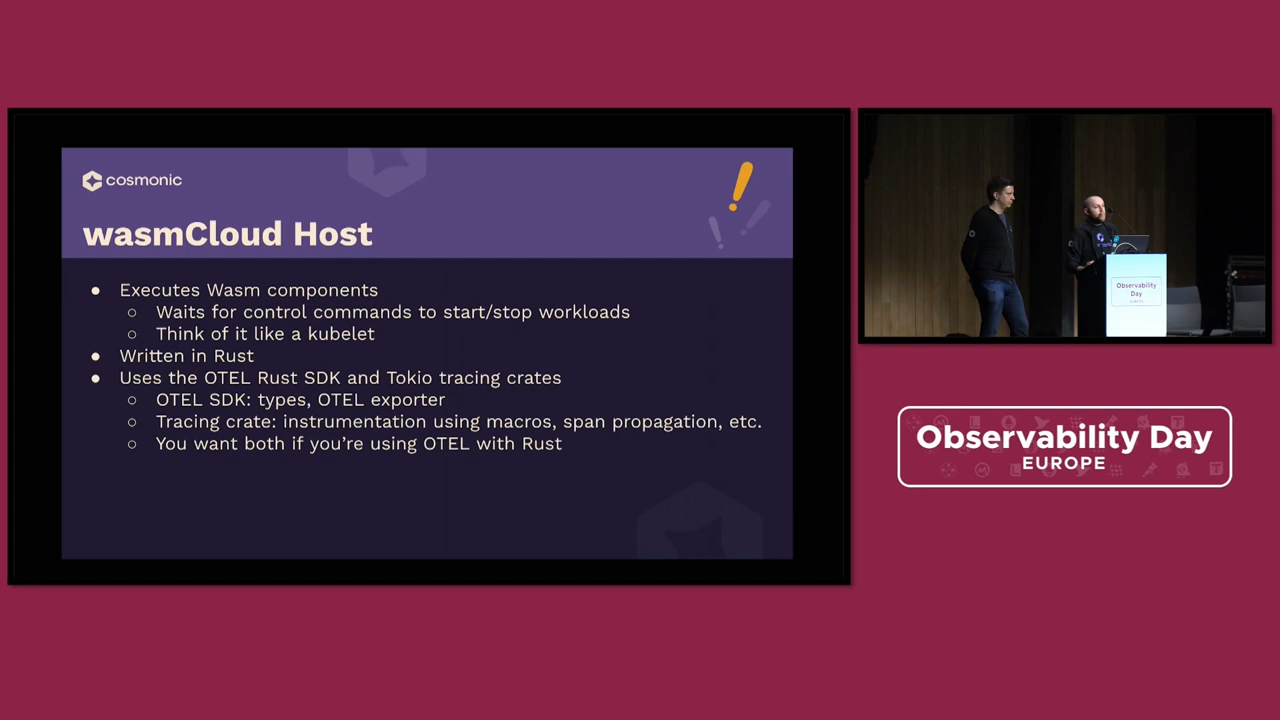 cosmonic
wasmCloud Host
● Executes Wasm components
○ Waits for control commands to start/stop workloads
○ Think of it like a kubelet
● Written in Rust
● Uses the OTEL Rust SDK and Tokio tracing crates
○ OTEL SDK: types, OTEL exporter
○ Tracing crate: instrumentation using macros, span propagation, etc.
○ You want both if you’re using OTEL with Rust
Observability
Day
EUROPE
Observability Day
EUROPE